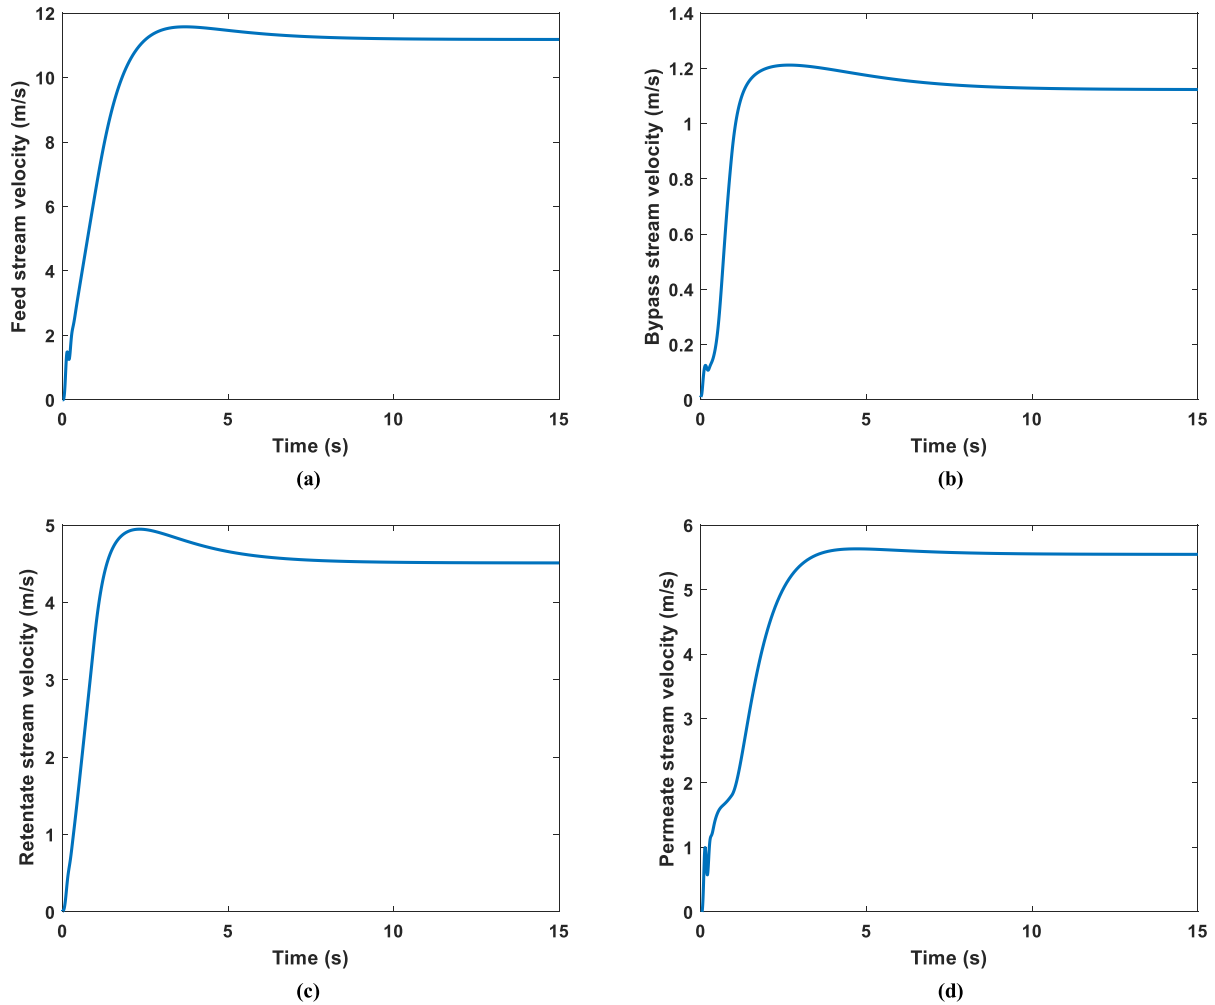 12
10
8
6
4
2
0
Feed stream velocity (m/s)
0 5 10 15
Time (s)
(a)
1.4
1.2
1
0.8
0.6
0.4
0.2
0
Bypass stream velocity (m/s)
0 5 10 15
Time (s)
(b)
5
4
3
2
1
0
Retentate stream velocity (m/s)
0 5 10 15
Time (s)
(c)
6
5
4
3
2
1
0
Permeate stream velocity (m/s)
0 5 10 15
Time (s)
(d)